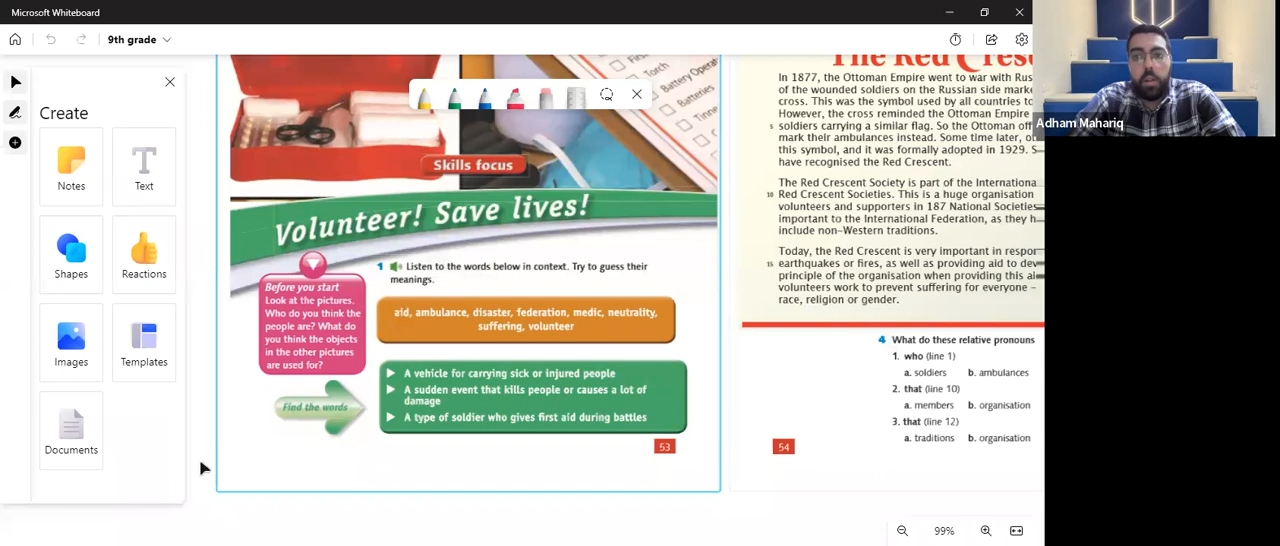 Microsoft Whiteboard
9th grade
Create
Notes
Text
Shapes
Reactions
Images
Templates
Documents
Torch
Battery Operat
Batteries
Skills focus
Volunteer! Save lives!
1 Listen to the words below in context. Try to guess their
meanings.
Before you start
Look at the pictures.
Who do you think the
people are? What do
you think the objects
in the other pictures
are used for?
aid, ambulance, disaster, federation, medic, neutrality,
suffering, volunteer
Find the words
A vehicle for carrying sick or injured people
A sudden event that kills people or causes a lot of
damage
A type of soldier who gives first aid during battles
53
The Red Cresc
In 1877, the Ottoman Empire went to war with Rus
of the wounded soldiers on the Russian side marke
cross. This was the symbol used by all countries to
However, the cross reminded the Ottoman Empire
5 soldiers carrying a similar flag. So the Ottoman off
mark their ambulances instead. Some time later, o
this symbol, and it was formally adopted in 1929. S
have recognised the Red Crescent.
The Red Crescent Society is part of the Internationa
10 Red Crescent Societies. This is a huge organisation
volunteers and supporters in 187 National Societies
important to the International Federation, as they h
include non-Western traditions.
Today, the Red Crescent is very important in respor
15 earthquakes or fires, as well as providing aid to dev
principle of the organisation when providing this ai
volunteers work to prevent suffering for everyone –
race, religion or gender.
4 What do these relative pronouns
1. who (line 1)
a. soldiers b. ambulances
2. that (line 10)
a. members b. organisation
3. that (line 12)
a. traditions b. organisation
54
99%
Adham Mahariq